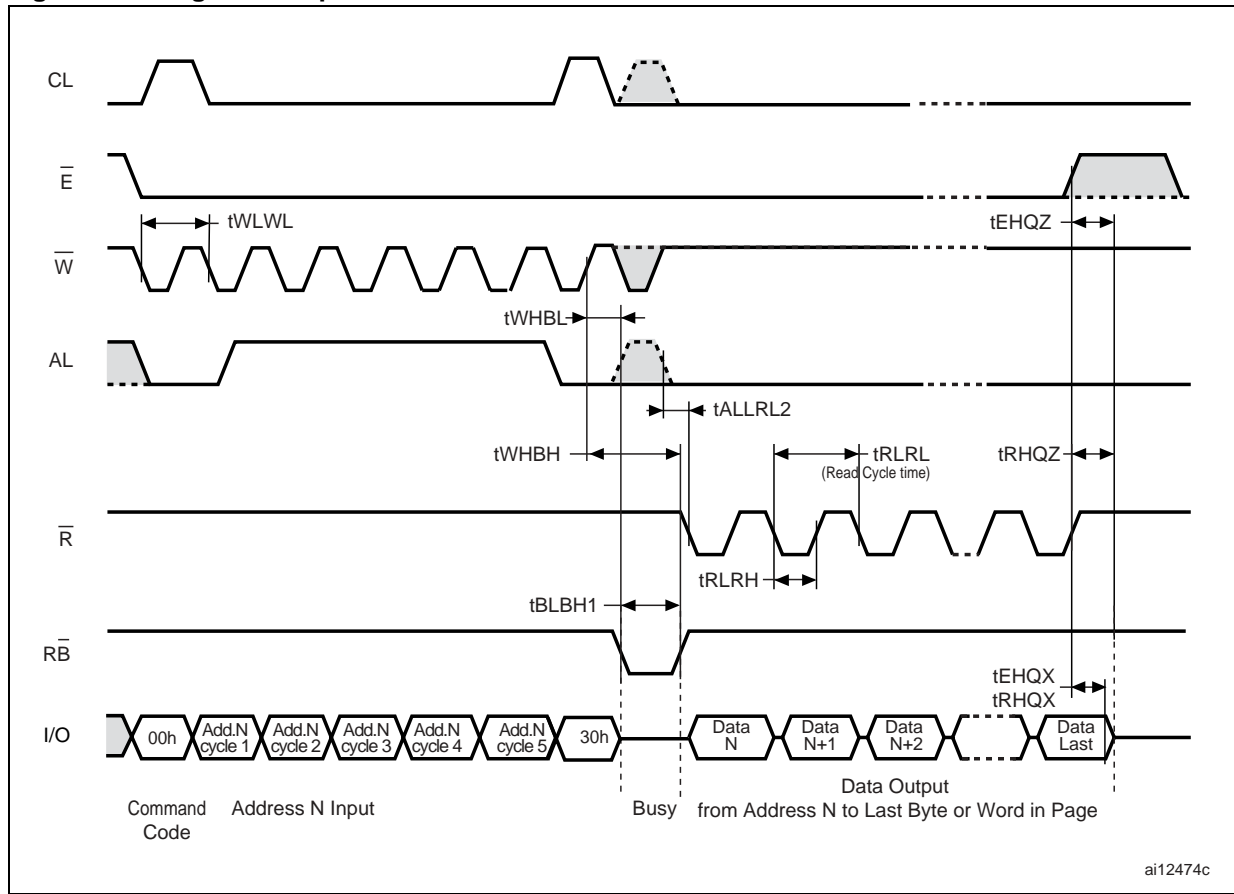 CL
E
tWLWL
tEHQZ
W
tWHBL
AL
tALLRL2
tWHBH
tRLRL
(Read Cycle time)
tRHQZ
R
tRLRH
tBLBH1
RB
tEHQX
tRHQX
I/O
00h
Add.N
cycle 1
Add.N
cycle 2
Add.N
cycle 3
Add.N
cycle 4
Add.N
cycle 5
30h
Data
N
Data
N+1
Data
N+2
Data
Last
Command
Code
Address N Input
Busy
Data Output
from Address N to Last Byte or Word in Page
ai12474c